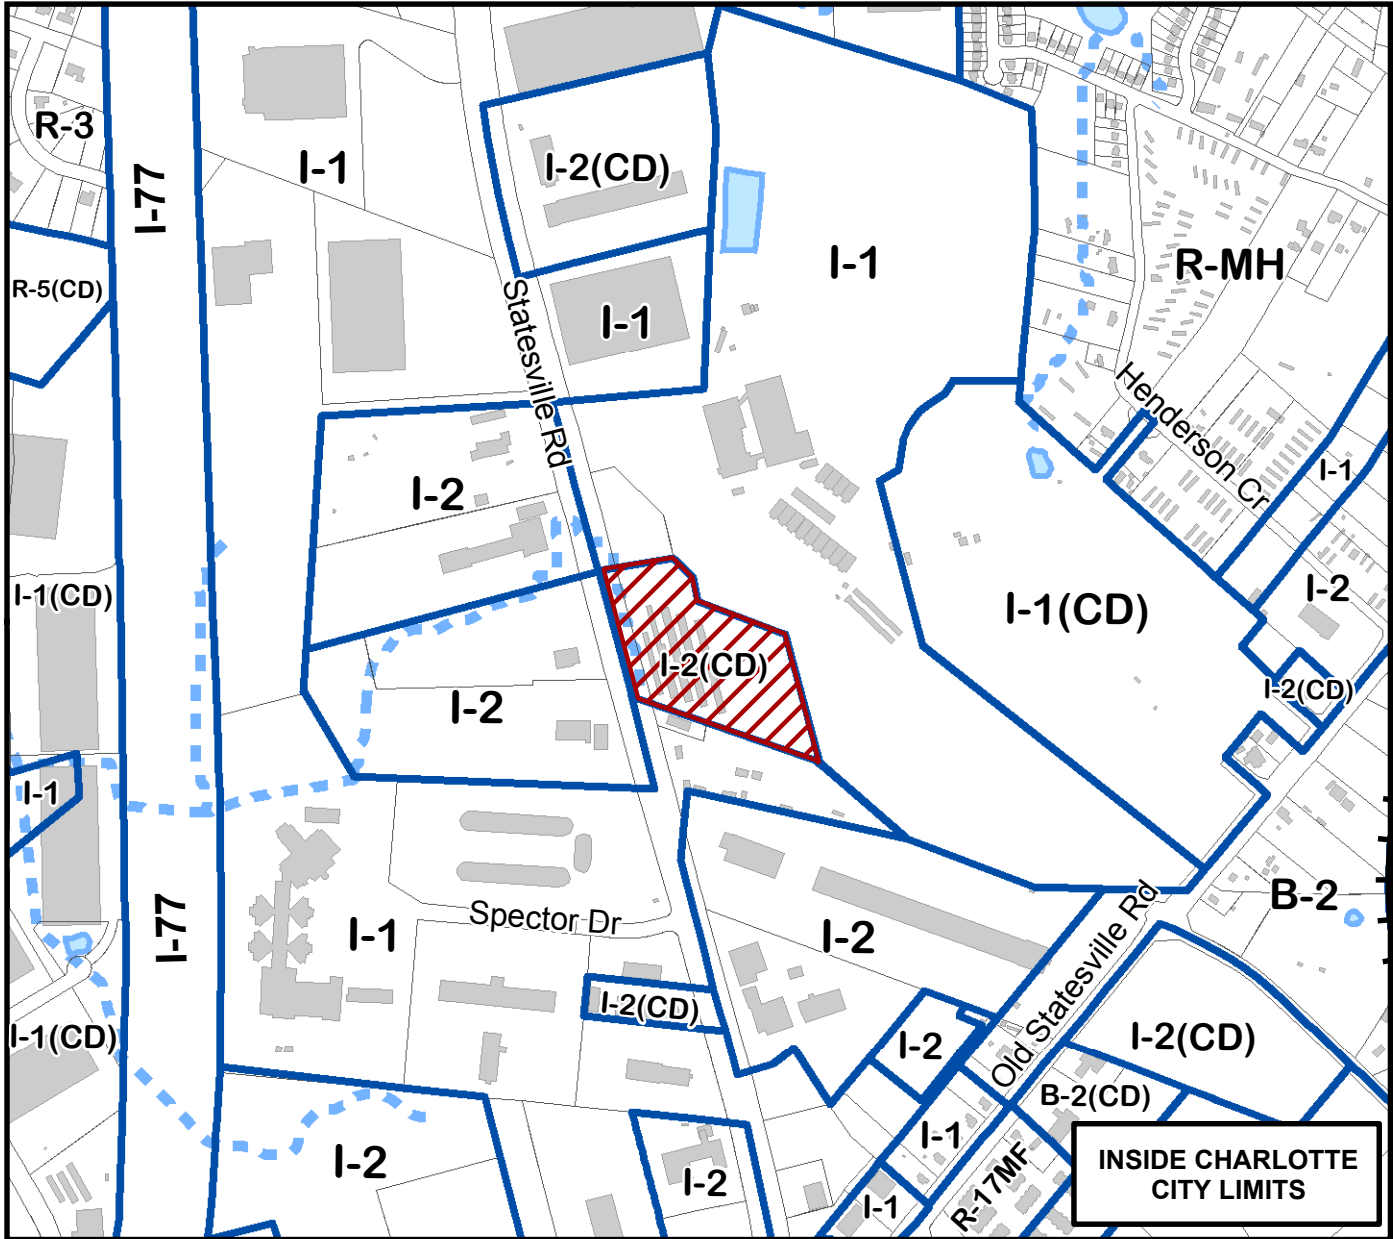 R-3
I-77
I-1
I-2(CD)
I-1
R-MH
R-5(CD)
Statesville Rd
I-1
Henderson Cr
I-1
I-2
I-1(CD)
I-1(CD)
I-2
I-2(CD)
I-2(CD)
I-2
I-1
I-77
Spector Dr
I-1
I-2
B-2
Old Statesville Rd
I-2(CD)
I-1(CD)
I-2
I-2(CD)
B-2(CD)
I-1
I-2
I-2
R-17MF
I-1
INSIDE CHARLOTTE
CITY LIMITS